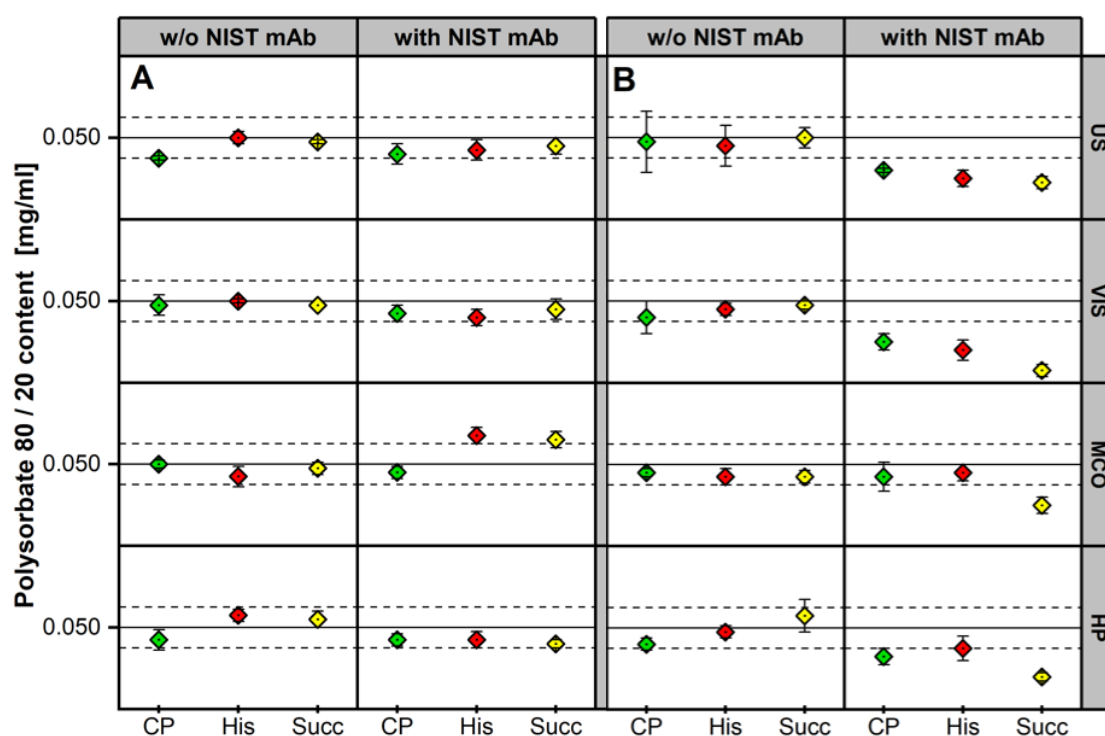 w/o NIST mAb
with NIST mAb
w/o NIST mAb
with NIST mAb
A
B
Polysorbate 80 / 20 content [mg/ml]
0.050
US
0.050
VIS
0.050
MCO
0.050
HP
CP
His
Succ
CP
His
Succ
CP
His
Succ
CP
His
Succ